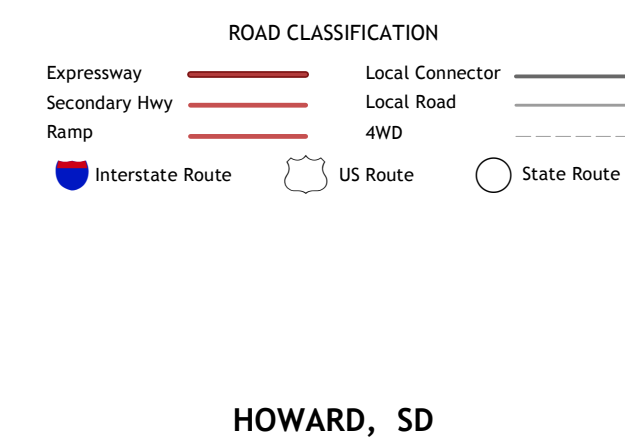 ROAD CLASSIFICATION
Expressway Local Connector
Secondary Hwy Local Road
Ramp 4WD
Interstate Route US Route State Route
HOWARD, SD